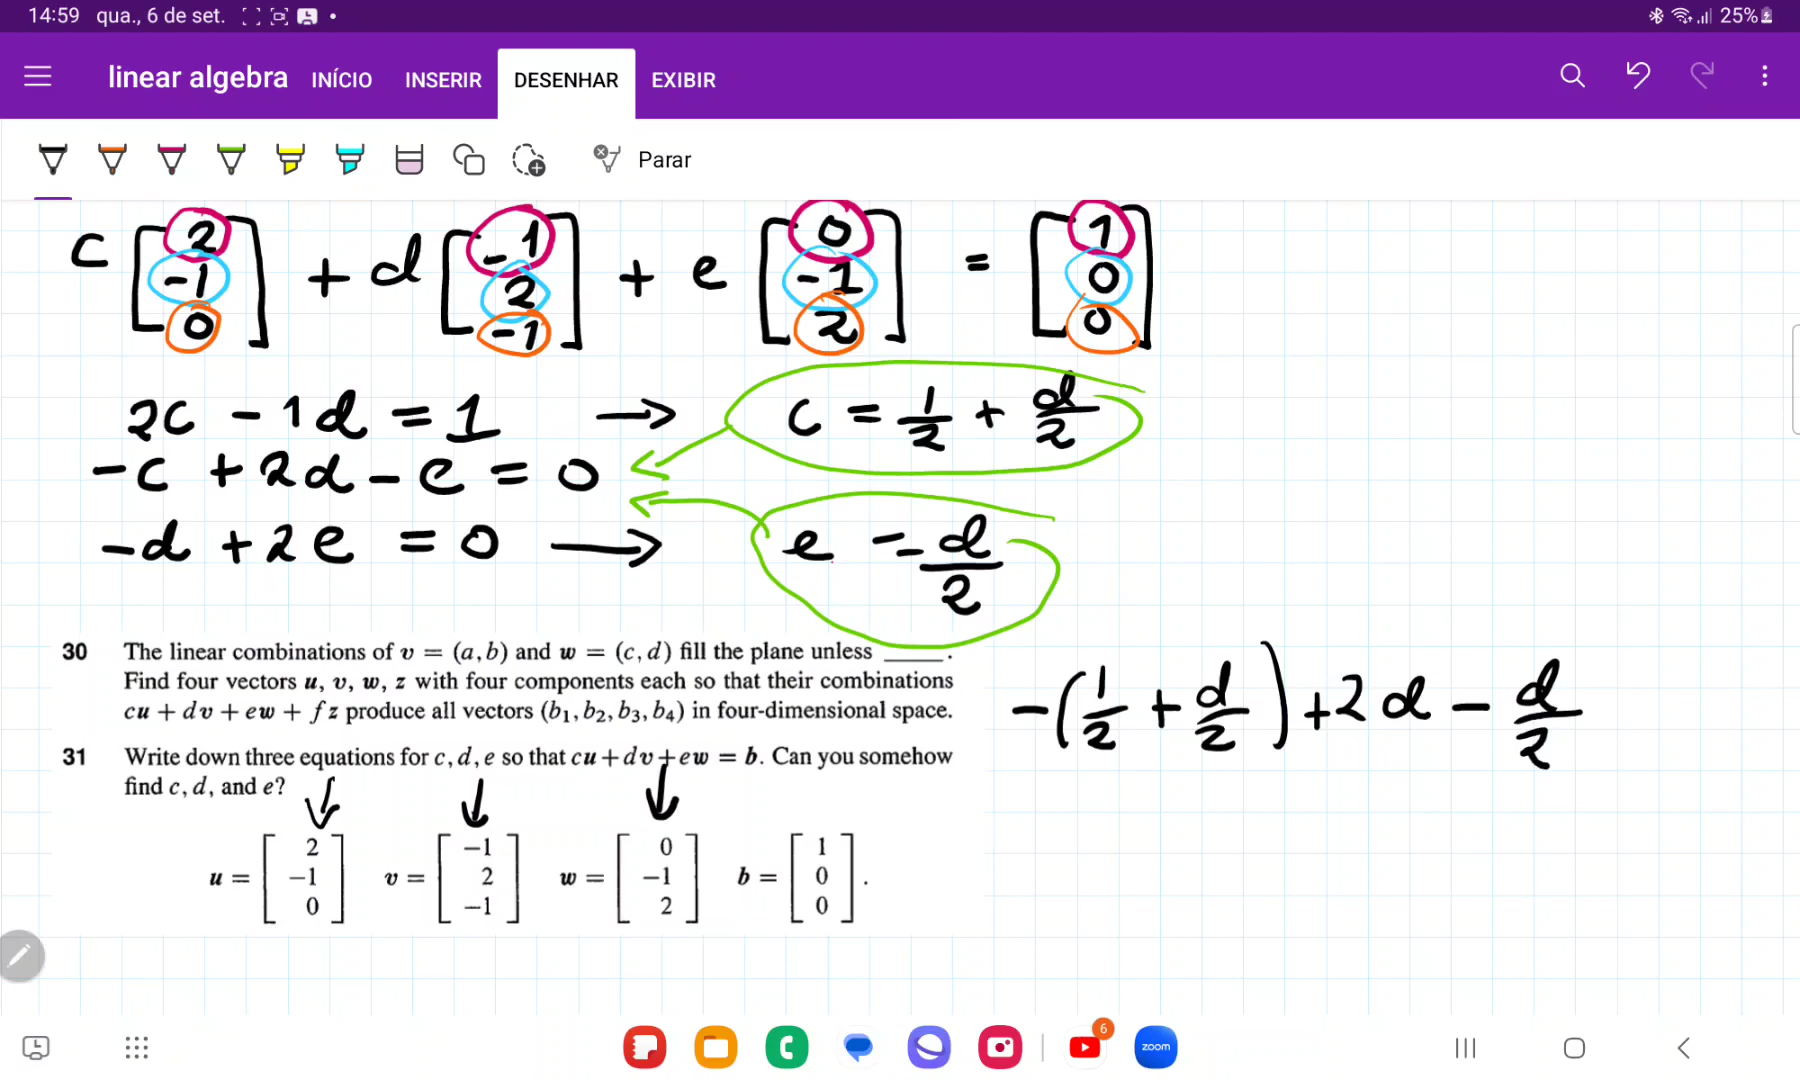 14:59 qua., 6 de set. 25%
linear algebra INÍCIO INSERIR DESENHAR EXIBIR
Parar
c [2 -1 0] + d [-1 2 -1] + e [0 -1 2] = [1 0 0]
2c - 1d = 1 → c = 1/2 + d/2
-c + 2d - e = 0
-d + 2e = 0 → e = d/2
30 The linear combinations of v = (a, b) and w = (c, d) fill the plane unless _____.
Find four vectors u, v, w, z with four components each so that their combinations
cu + dv + ew + fz produce all vectors (b₁, b₂, b₃, b₄) in four-dimensional space.
-(1/2 + d/2) + 2d - d/2
31 Write down three equations for c, d, e so that cu + dv + ew = b. Can you somehow
find c, d, and e?
u = [2 -1 0] v = [-1 2 -1] w = [0 -1 2] b = [1 0 0].
6
zoom